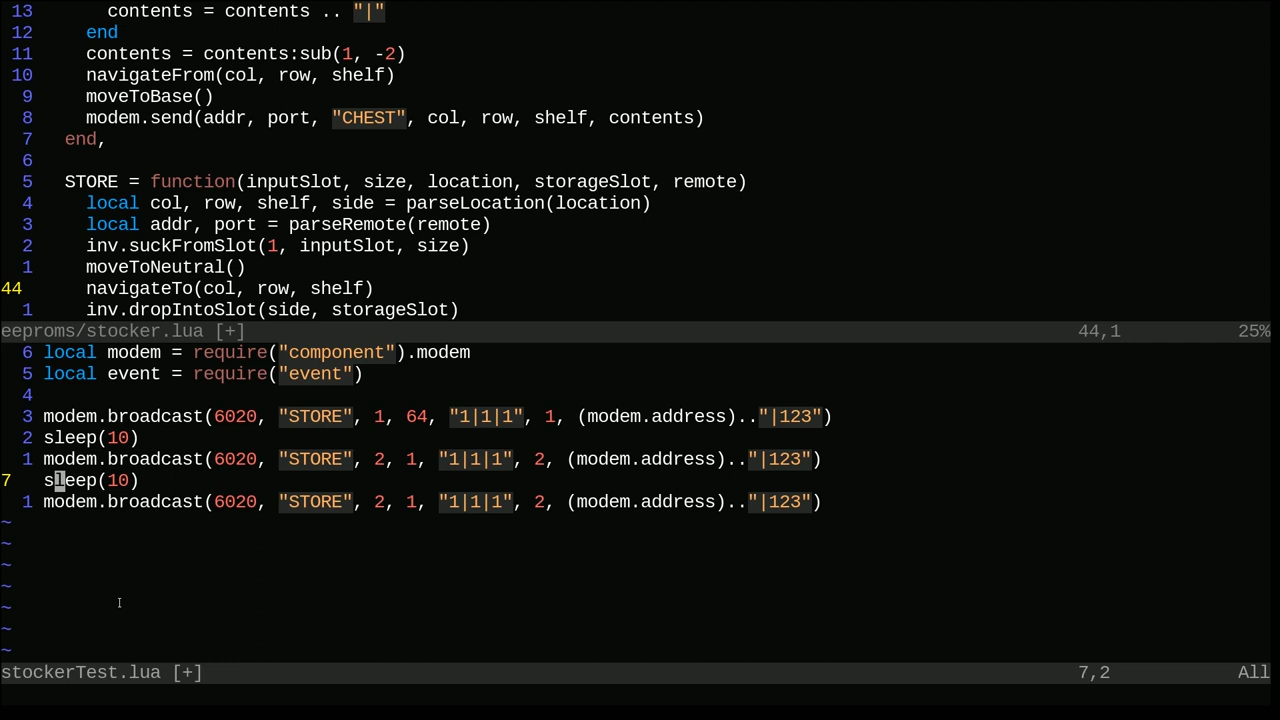 13       contents = contents .. "|"
12     end
11     contents = contents:sub(1, -2)
10     navigateFrom(col, row, shelf)
9     moveToBase()
8     modem.send(addr, port, "CHEST", col, row, shelf, contents)
7   end,
6
5   STORE = function(inputSlot, size, location, storageSlot, remote)
4     local col, row, shelf, side = parseLocation(location)
3     local addr, port = parseRemote(remote)
2     inv.suckFromSlot(1, inputSlot, size)
1     moveToNeutral()
44     navigateTo(col, row, shelf)
1     inv.dropIntoSlot(side, storageSlot)
eeproms/stocker.lua [+] 44,1 25%
6 local modem = require("component").modem
5 local event = require("event")
4
3 modem.broadcast(6020, "STORE", 1, 64, "1|1|1", 1, (modem.address).."|123")
2 sleep(10)
1 modem.broadcast(6020, "STORE", 2, 1, "1|1|1", 2, (modem.address).."|123")
7 sleep(10)
1 modem.broadcast(6020, "STORE", 2, 1, "1|1|1", 2, (modem.address).."|123")
~
~
~
~
~
~
~
stockerTest.lua [+] 7,2 All